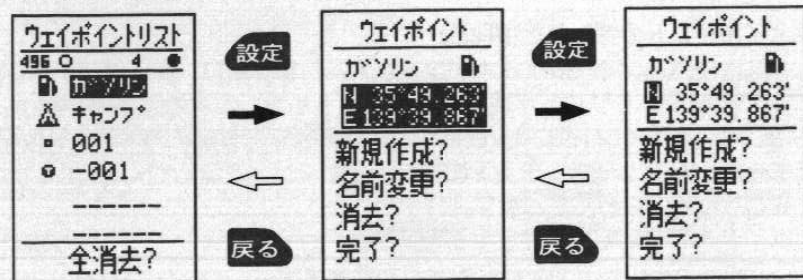 ウェイポイントリスト
496 4
ガソリン
キャンプ
001
-001
------
------
全消去?
設定
戻る
ウェイポイント
ガソリン
N 35°49.263'
E 139°39.867'
新規作成?
名前変更?
消去?
完了?
設定
戻る
ウェイポイント
ガソリン
N 35°49.263'
E 139°39.867'
新規作成?
名前変更?
消去?
完了?